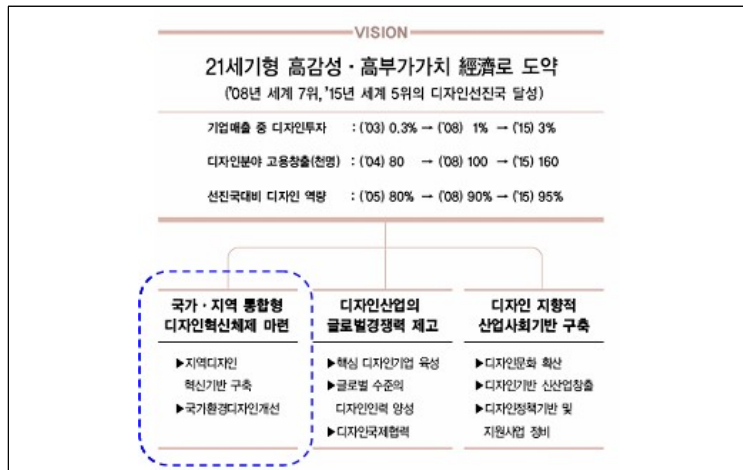 VISION
21세기형 高감성·高부가가치 經濟로 도약
('08년 세계 7위, '15년 세계 5위의 디자인선진국 달성)
기업매출 중 디자인투자 : ('03) 0.3% → ('08) 1% → ('15) 3%
디자인분야 고용창출(천명) : ('04) 80 → ('08) 100 → ('15) 160
선진국대비 디자인 역량 : ('05) 80% → ('08) 90% → ('15) 95%
국가·지역 통합형
디자인혁신체제 마련
▶지역디자인
혁신기반 구축
▶국가환경디자인개선
디자인산업의
글로벌경쟁력 제고
▶핵심 디자인기업 육성
▶글로벌 수준의
디자인인력 양성
▶디자인국제협력
디자인 지향적
산업사회기반 구축
▶디자인문화 확산
▶디자인기반 신산업창출
▶디자인정책기반 및
지원사업 정비